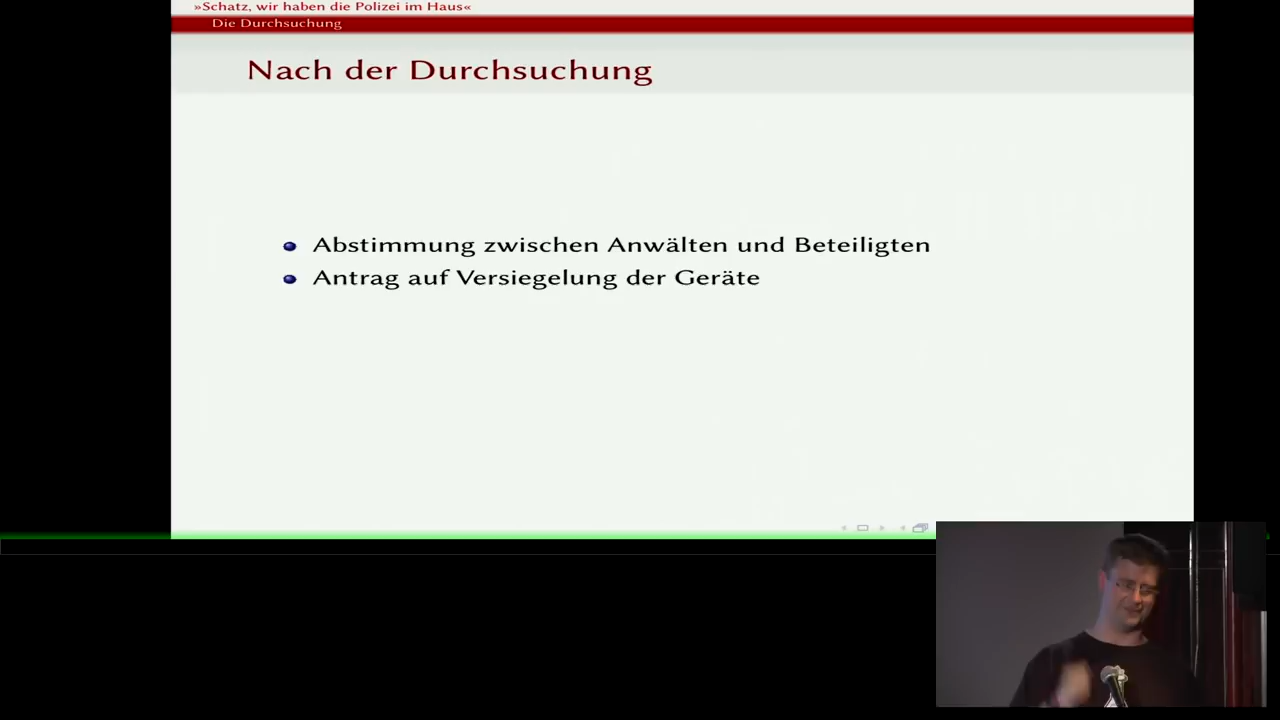 »Schatz, wir haben die Polizei im Haus«
Die Durchsuchung
Nach der Durchsuchung
Abstimmung zwischen Anwälten und Beteiligten
Antrag auf Versiegelung der Geräte